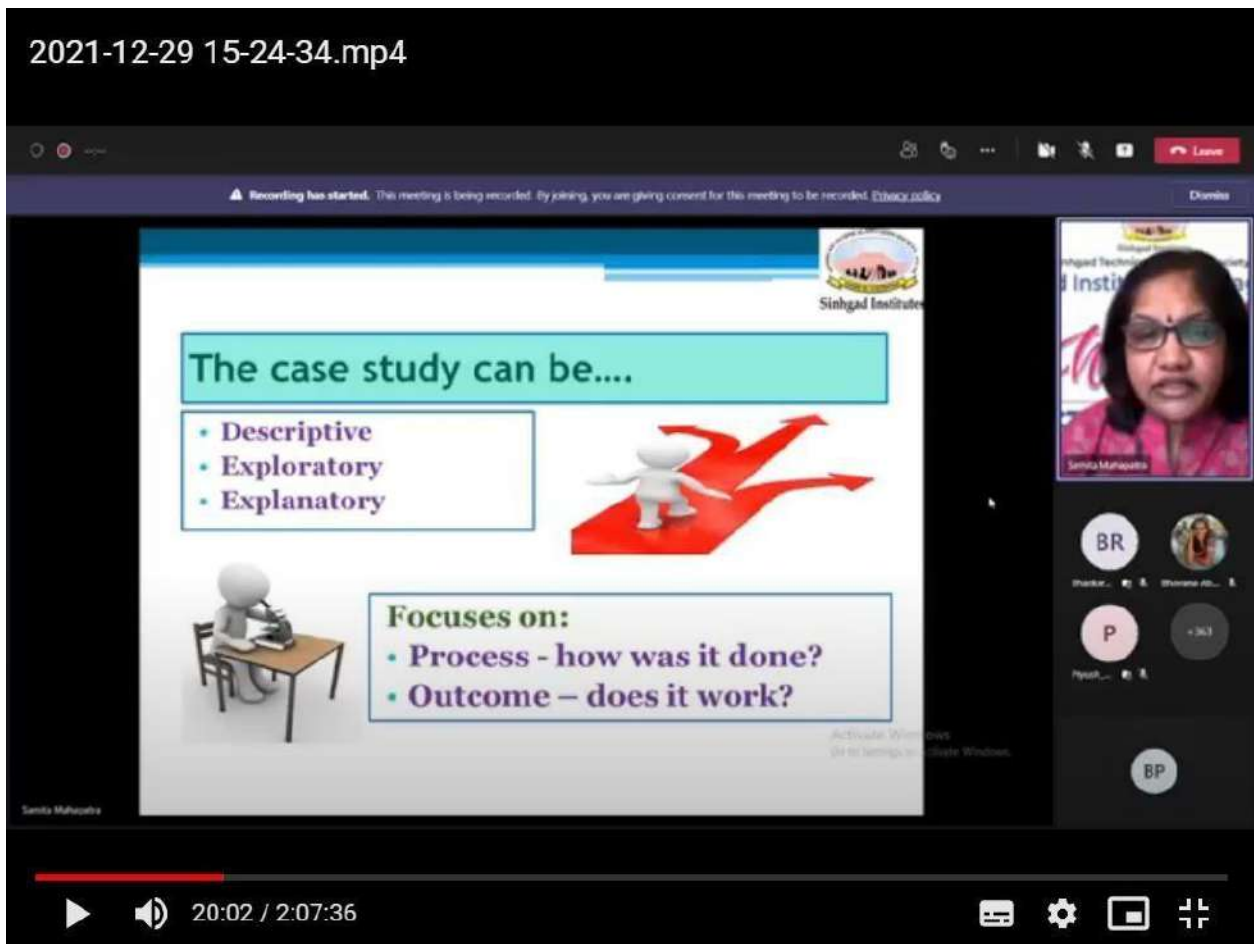 2021-12-29 15-24-34.mp4
Leave
Recording has started. This meeting is being recorded. By joining, you are giving consent for this meeting to be recorded. Privacy policy
Dismiss
Sinhgad Institutes
The case study can be....
• Descriptive
• Exploratory
• Explanatory
Focuses on:
• Process - how was it done?
• Outcome – does it work?
Activate Windows
Samita Mahapatra
Samita Mahapatra
BR
P
+363
BP
20:02 / 2:07:36